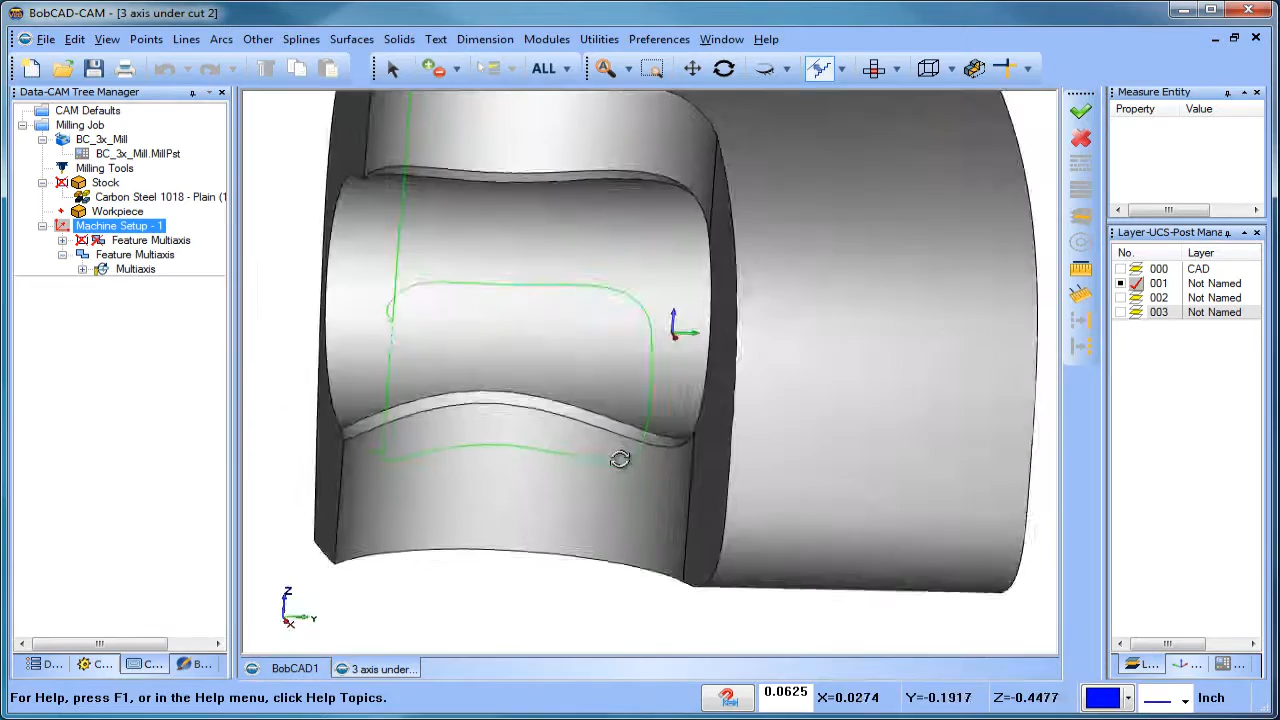 BobCAD-CAM - [3 axis under cut 2]
File Edit View Points Lines Arcs Other Splines Surfaces Solids Text Dimension Modules Utilities Preferences Window Help
ALL
Data-CAM Tree Manager
CAM Defaults
Milling Job
BC_3x_Mill
BC_3x_Mill.MillPst
Milling Tools
Stock
Carbon Steel 1018 - Plain (1
Workpiece
Machine Setup - 1
Feature Multiaxis
Feature Multiaxis
Multiaxis
D... C... C... B...
Z
Y
X
BobCAD1 3 axis under...
Measure Entity
Property Value
Layer-UCS-Post Mana
No. Layer
000 CAD
001 Not Named
002 Not Named
003 Not Named
L... ... ...
For Help, press F1, or in the Help menu, click Help Topics. 0.0625 X=0.0274 Y=-0.1917 Z=-0.4477 Inch